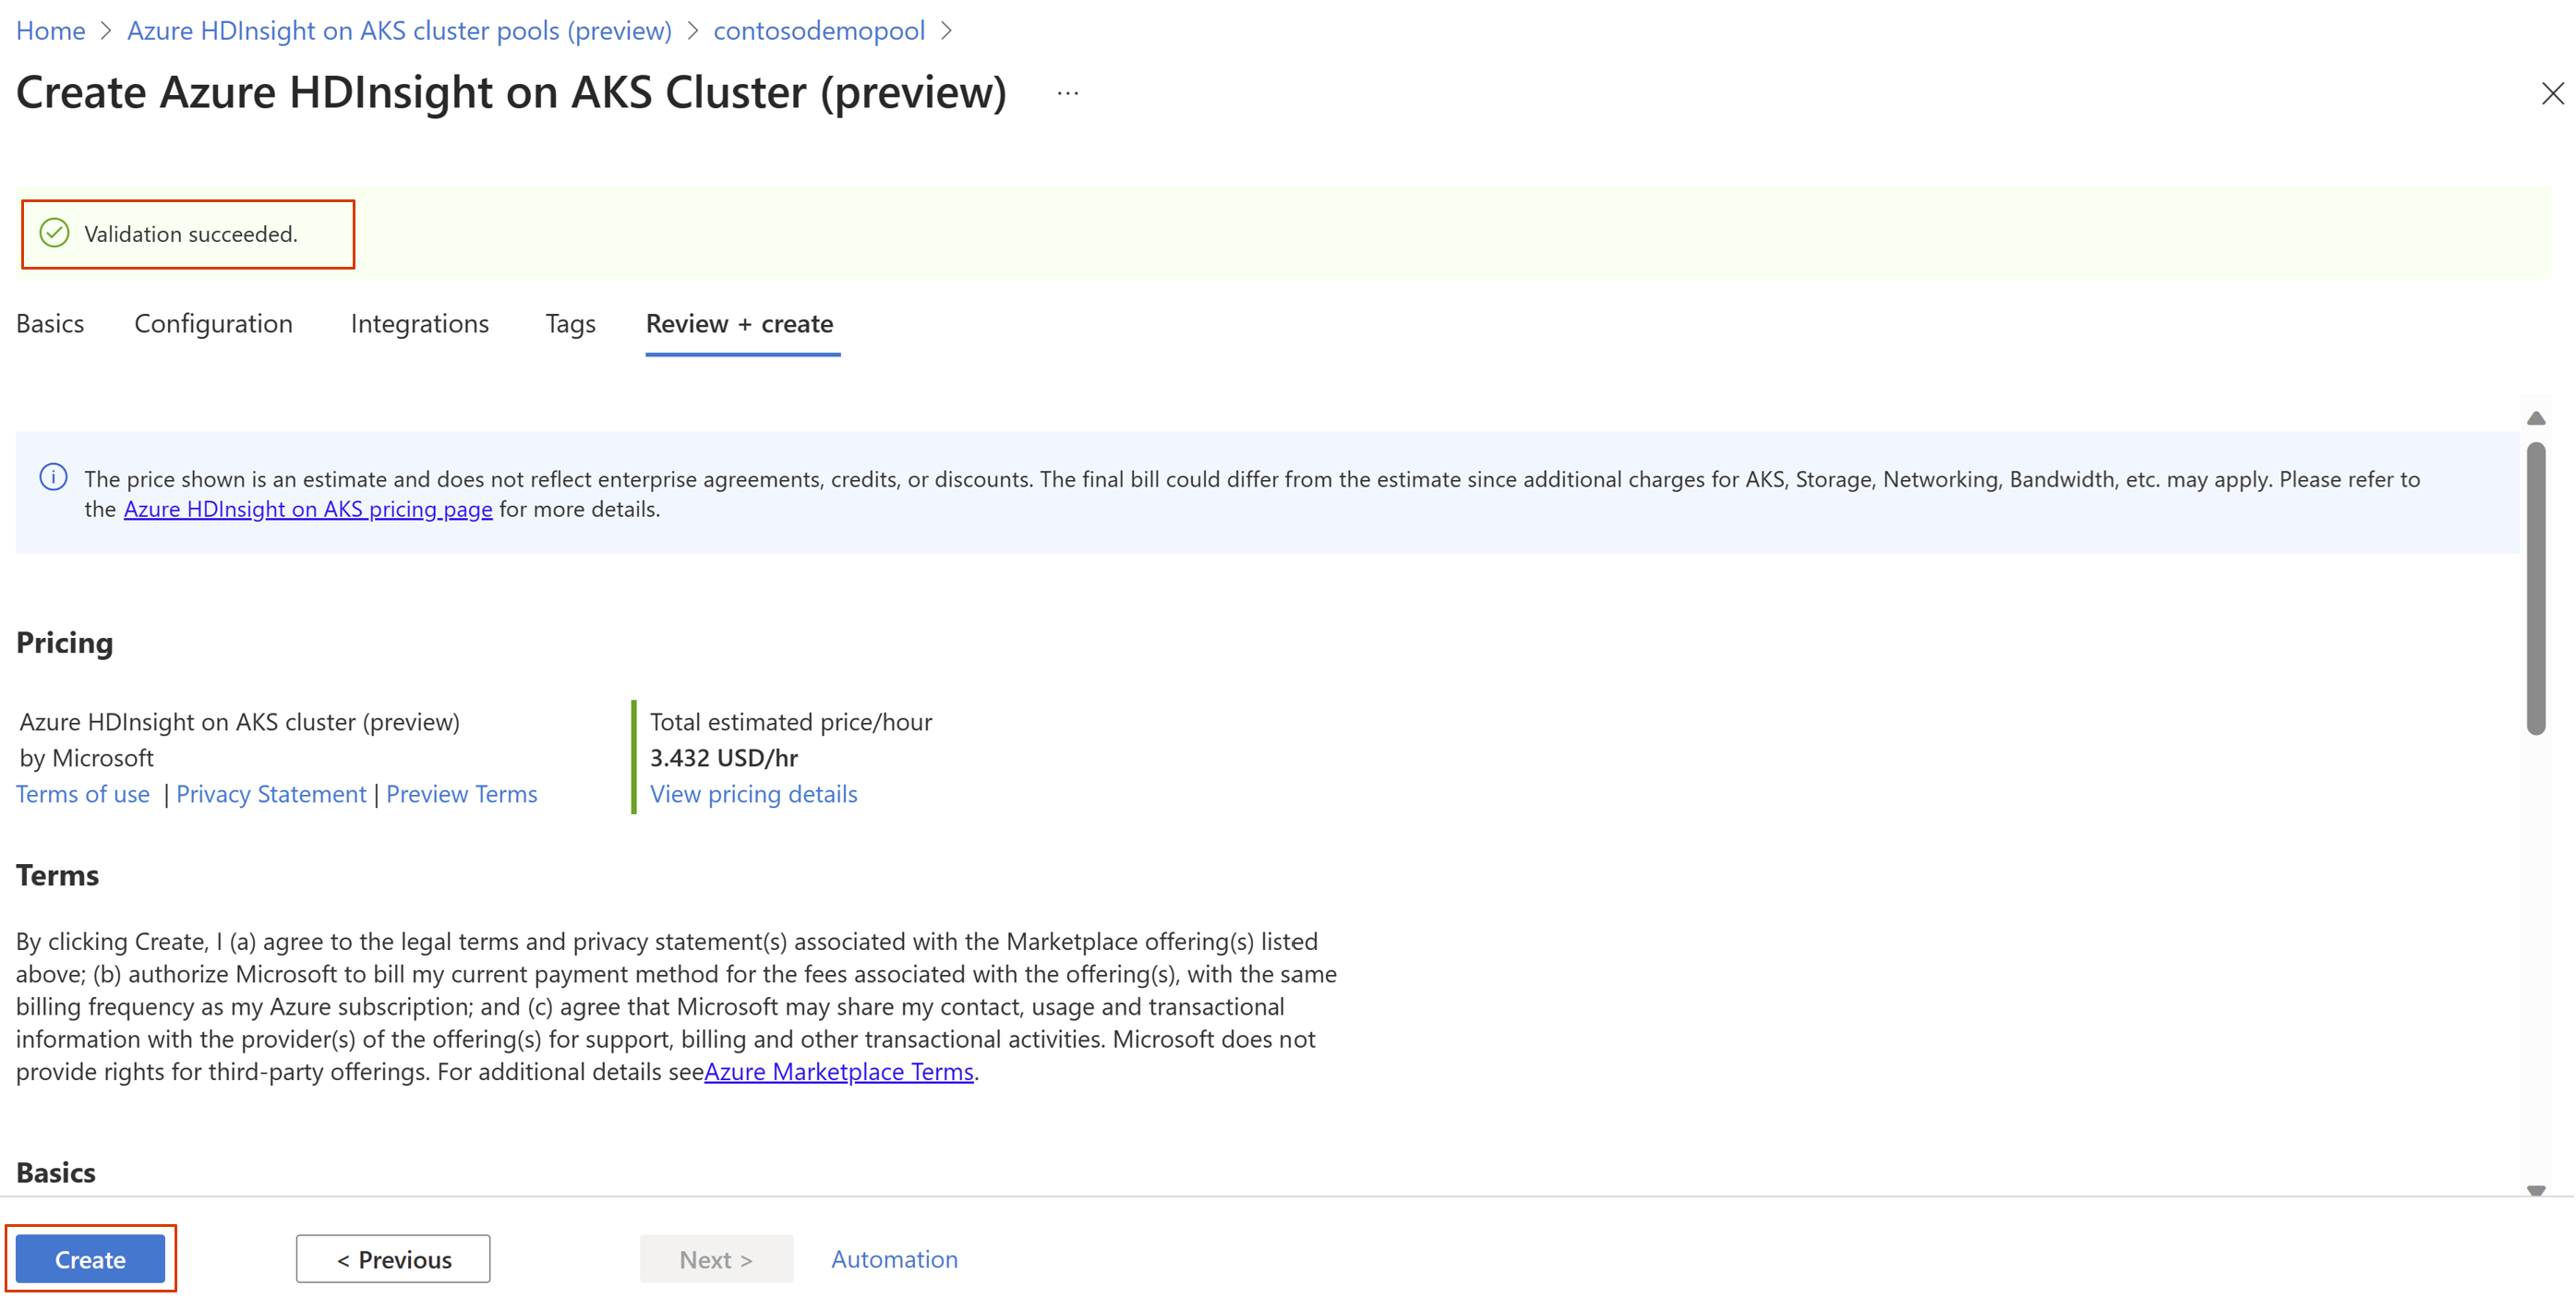 Home > Azure HDInsight on AKS cluster pools (preview) > contosodemopool >
Create Azure HDInsight on AKS Cluster (preview) ...
Validation succeeded.
Basics Configuration Integrations Tags Review + create
The price shown is an estimate and does not reflect enterprise agreements, credits, or discounts. The final bill could differ from the estimate since additional charges for AKS, Storage, Networking, Bandwidth, etc. may apply. Please refer to
the Azure HDInsight on AKS pricing page for more details.
Pricing
Azure HDInsight on AKS cluster (preview)
by Microsoft
Terms of use | Privacy Statement | Preview Terms
Total estimated price/hour
3.432 USD/hr
View pricing details
Terms
By clicking Create, I (a) agree to the legal terms and privacy statement(s) associated with the Marketplace offering(s) listed
above; (b) authorize Microsoft to bill my current payment method for the fees associated with the offering(s), with the same
billing frequency as my Azure subscription; and (c) agree that Microsoft may share my contact, usage and transactional
information with the provider(s) of the offering(s) for support, billing and other transactional activities. Microsoft does not
provide rights for third-party offerings. For additional details seeAzure Marketplace Terms.
Basics
Create < Previous Next > Automation